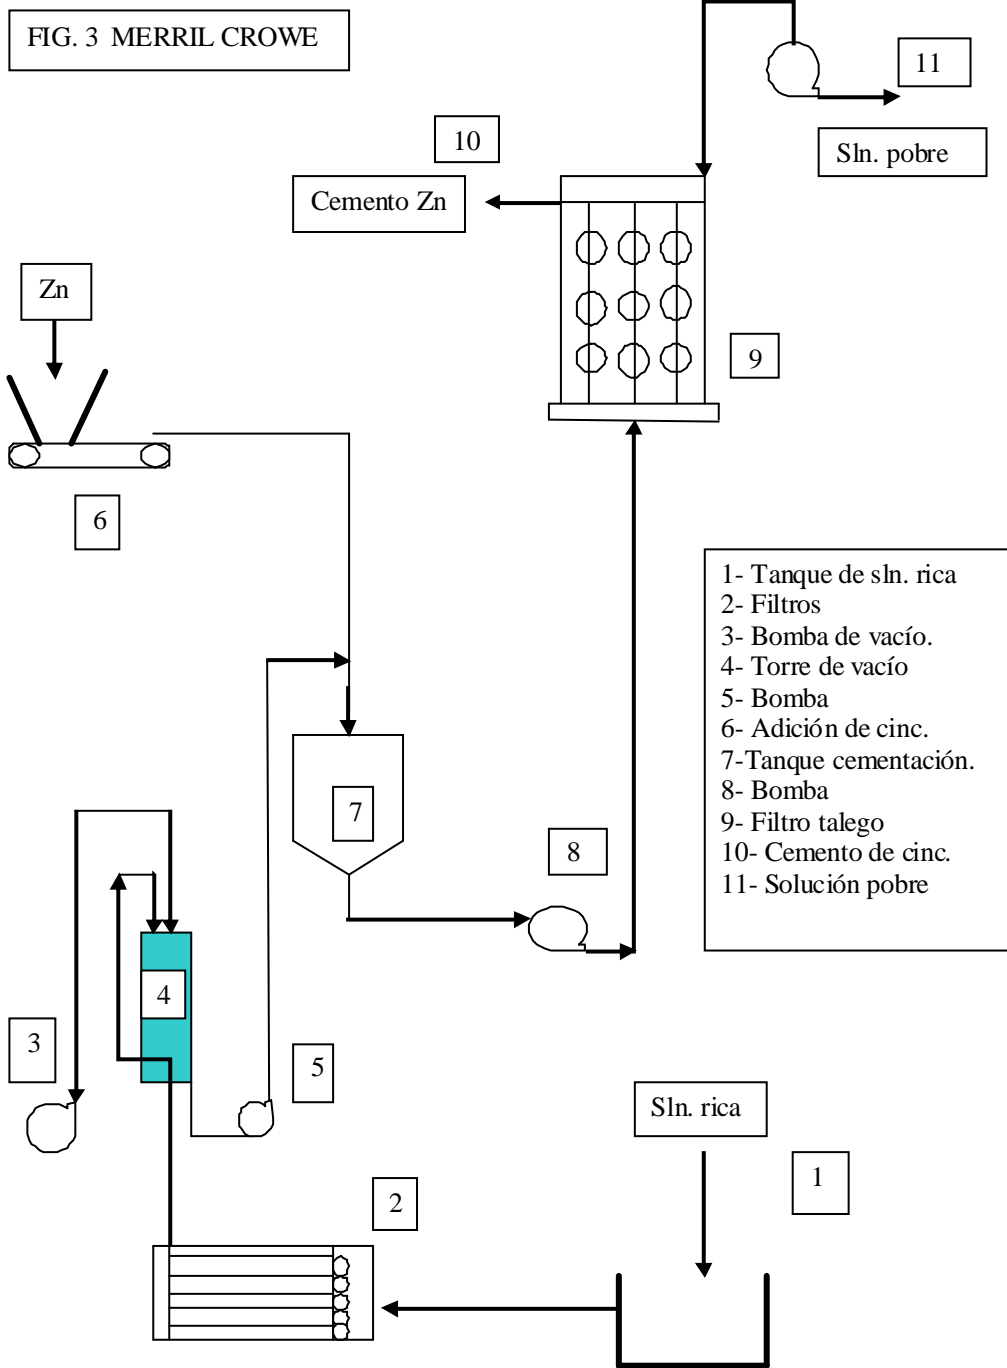 FIG. 3 MERRIL CROWE
11
Sln. pobre
10
Cemento Zn
Zn
9
6
1- Tanque de sln. rica
2- Filtros
3- Bomba de vacío.
4- Torre de vacío
5- Bomba
6- Adición de cinc.
7-Tanque cementación.
8- Bomba
9- Filtro talego
10- Cemento de cinc.
11- Solución pobre
7
8
4
3
5
Sln. rica
1
2